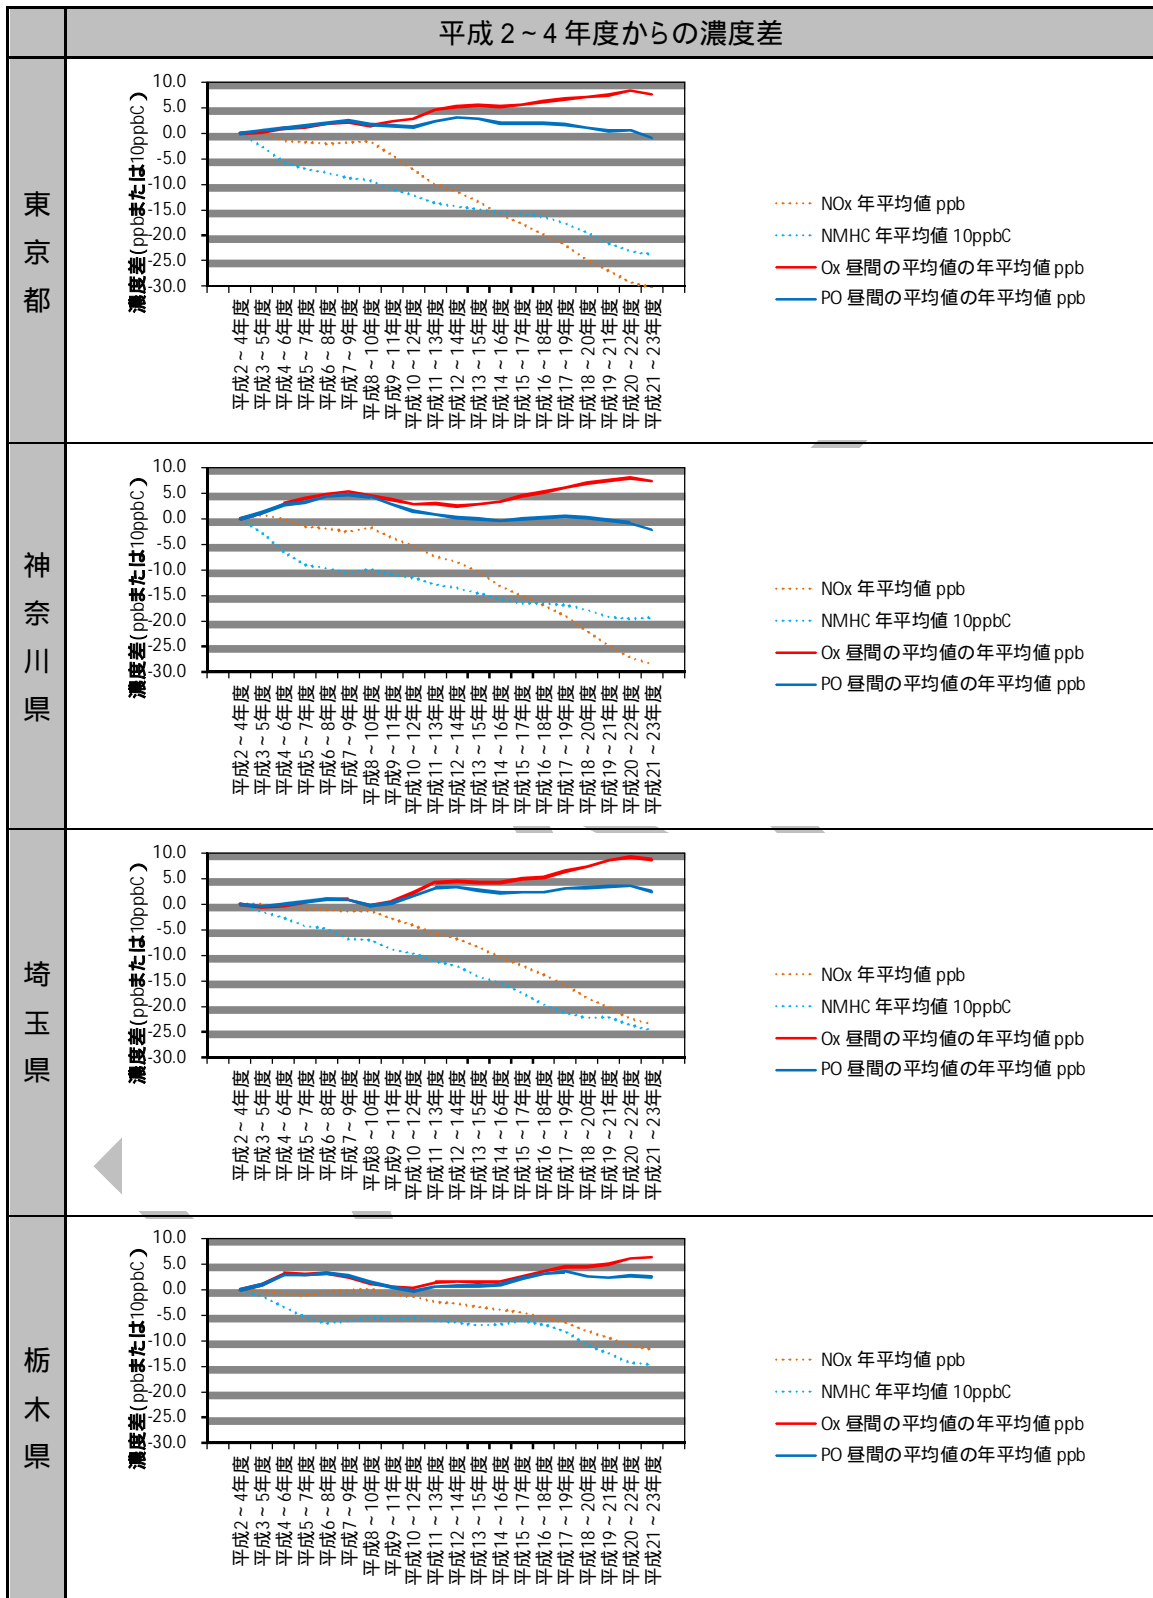 平成２~４年度からの濃度差
東京都
濃度差(ppbまたは10ppbC)
10.0
5.0
0.0
-5.0
-10.0
-15.0
-20.0
-25.0
-30.0
平成2～4年度
平成3～5年度
平成4～6年度
平成5～7年度
平成6～8年度
平成7～9年度
平成8～10年度
平成9～11年度
平成10～12年度
平成11～13年度
平成12～14年度
平成13～15年度
平成14～16年度
平成15～17年度
平成16～18年度
平成17～19年度
平成18～20年度
平成19～21年度
平成20～22年度
平成21～23年度
NOx 年平均値 ppb
NMHC 年平均値 10ppbC
Ox 昼間の平均値の年平均値 ppb
PO 昼間の平均値の年平均値 ppb
神奈川県
濃度差(ppbまたは10ppbC)
10.0
5.0
0.0
-5.0
-10.0
-15.0
-20.0
-25.0
-30.0
平成2～4年度
平成3～5年度
平成4～6年度
平成5～7年度
平成6～8年度
平成7～9年度
平成8～10年度
平成9～11年度
平成10～12年度
平成11～13年度
平成12～14年度
平成13～15年度
平成14～16年度
平成15～17年度
平成16～18年度
平成17～19年度
平成18～20年度
平成19～21年度
平成20～22年度
平成21～23年度
NOx 年平均値 ppb
NMHC 年平均値 10ppbC
Ox 昼間の平均値の年平均値 ppb
PO 昼間の平均値の年平均値 ppb
埼玉県
濃度差(ppbまたは10ppbC)
10.0
5.0
0.0
-5.0
-10.0
-15.0
-20.0
-25.0
-30.0
平成2～4年度
平成3～5年度
平成4～6年度
平成5～7年度
平成6～8年度
平成7～9年度
平成8～10年度
平成9～11年度
平成10～12年度
平成11～13年度
平成12～14年度
平成13～15年度
平成14～16年度
平成15～17年度
平成16～18年度
平成17～19年度
平成18～20年度
平成19～21年度
平成20～22年度
平成21～23年度
NOx 年平均値 ppb
NMHC 年平均値 10ppbC
Ox 昼間の平均値の年平均値 ppb
PO 昼間の平均値の年平均値 ppb
栃木県
濃度差(ppbまたは10ppbC)
10.0
5.0
0.0
-5.0
-10.0
-15.0
-20.0
-25.0
-30.0
平成2～4年度
平成3～5年度
平成4～6年度
平成5～7年度
平成6～8年度
平成7～9年度
平成8～10年度
平成9～11年度
平成10～12年度
平成11～13年度
平成12～14年度
平成13～15年度
平成14～16年度
平成15～17年度
平成16～18年度
平成17～19年度
平成18～20年度
平成19～21年度
平成20～22年度
平成21～23年度
NOx 年平均値 ppb
NMHC 年平均値 10ppbC
Ox 昼間の平均値の年平均値 ppb
PO 昼間の平均値の年平均値 ppb